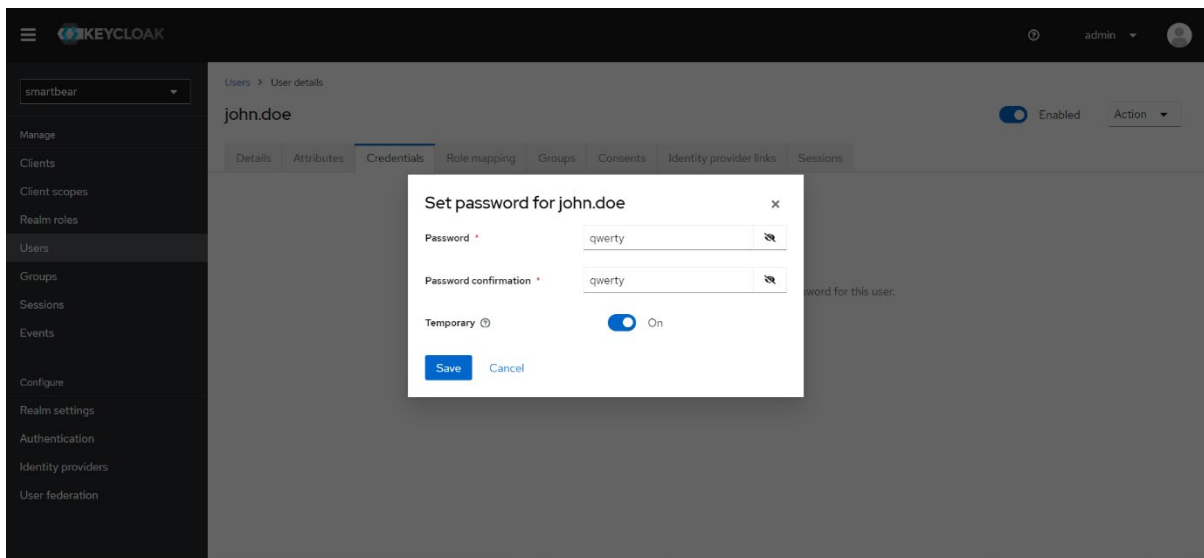 KEYCLOAK
admin
smartbear
Users > User details
john.doe
Enabled
Action
Manage
Clients
Client scopes
Realm roles
Users
Groups
Sessions
Events
Configure
Realm settings
Authentication
Identity providers
User federation
Details Attributes Credentials Role mapping Groups Consents Identity provider links Sessions
Set password for john.doe
Password *
qwerty
Password confirmation *
qwerty
Temporary
On
Save
Cancel
for this user.